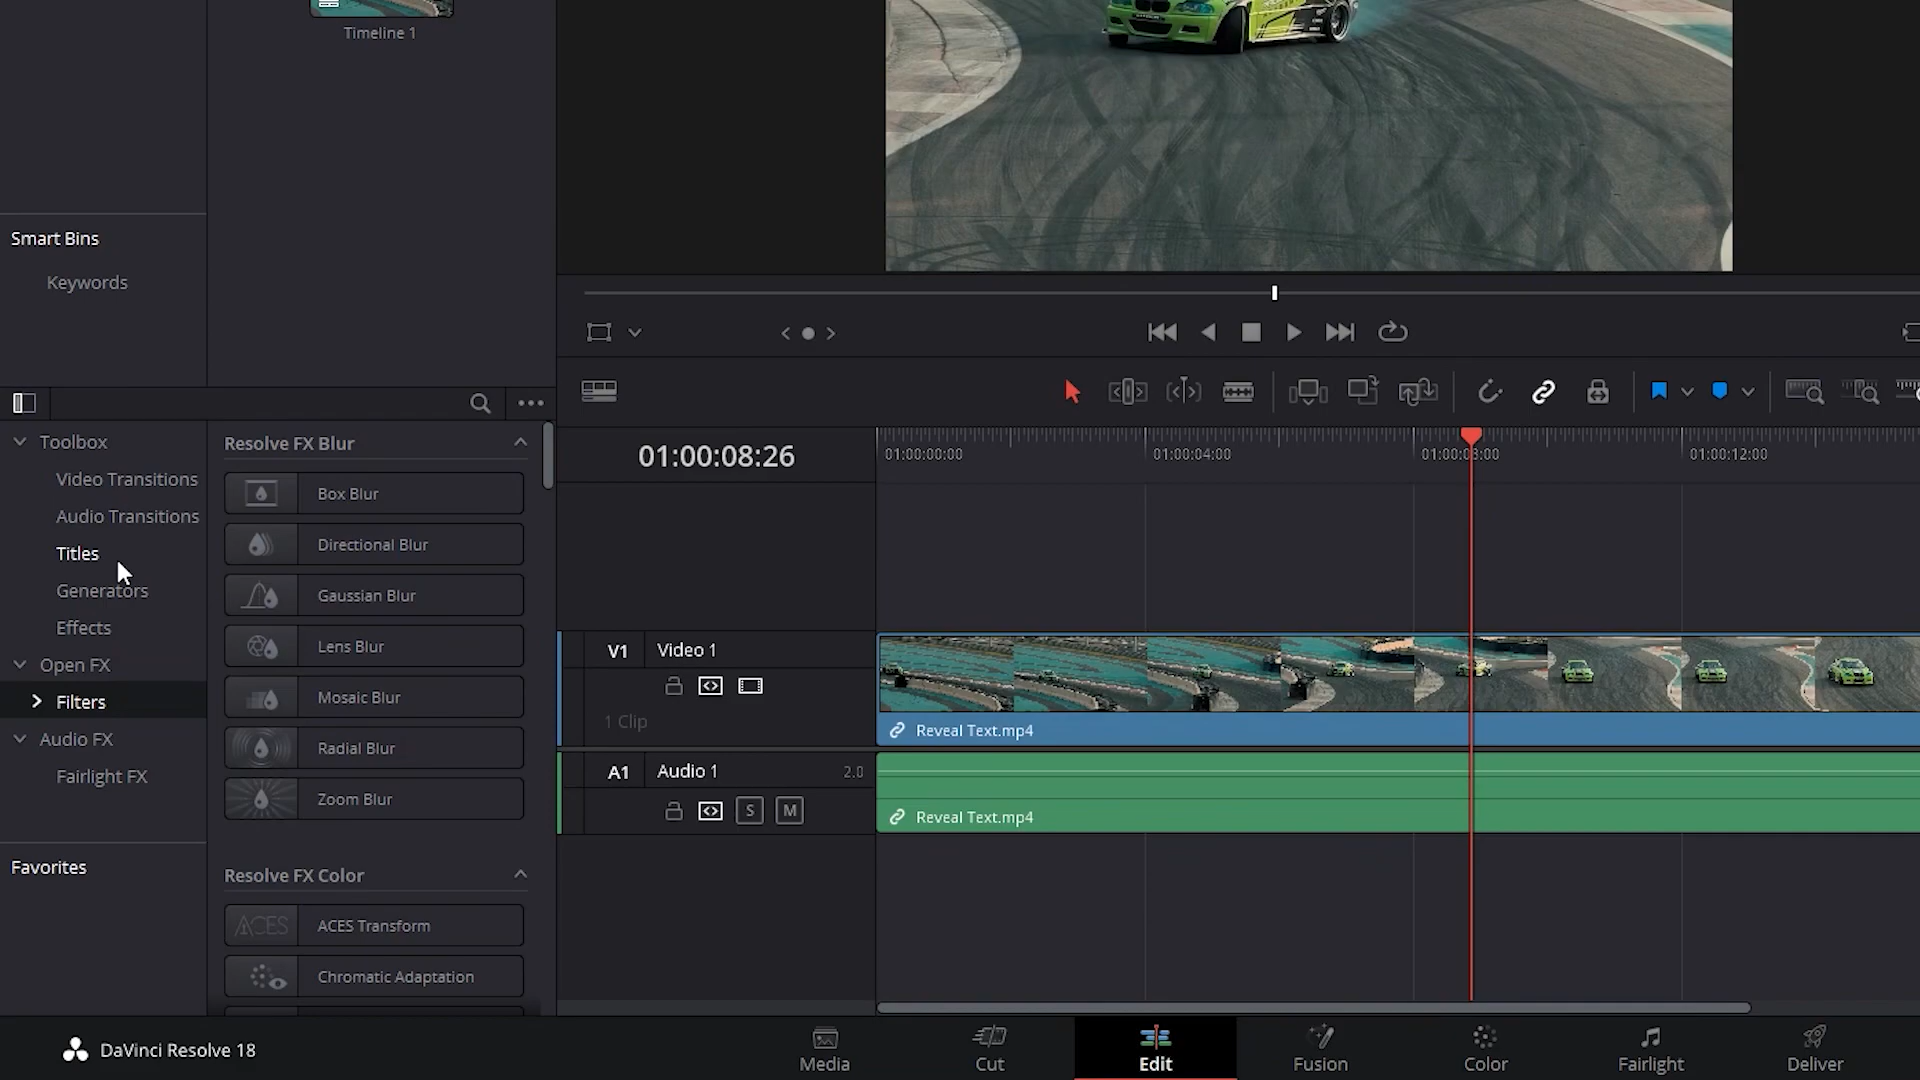 Timeline 1
Smart Bins
Keywords
Toolbox
Video Transitions
Audio Transitions
Titles
Generators
Effects
Open FX
Filters
Audio FX
Fairlight FX
Favorites
Resolve FX Blur
Box Blur
Directional Blur
Gaussian Blur
Lens Blur
Mosaic Blur
Radial Blur
Zoom Blur
Resolve FX Color
ACES
ACES Transform
Chromatic Adaptation
01:00:08:26
01:00:00:00
01:00:04:00
01:00:08:00
01:00:12:00
V1
Video 1
1 Clip
Reveal Text.mp4
A1
Audio 1
2.0
S
M
Reveal Text.mp4
DaVinci Resolve 18
Media
Cut
Edit
Fusion
Color
Fairlight
Deliver